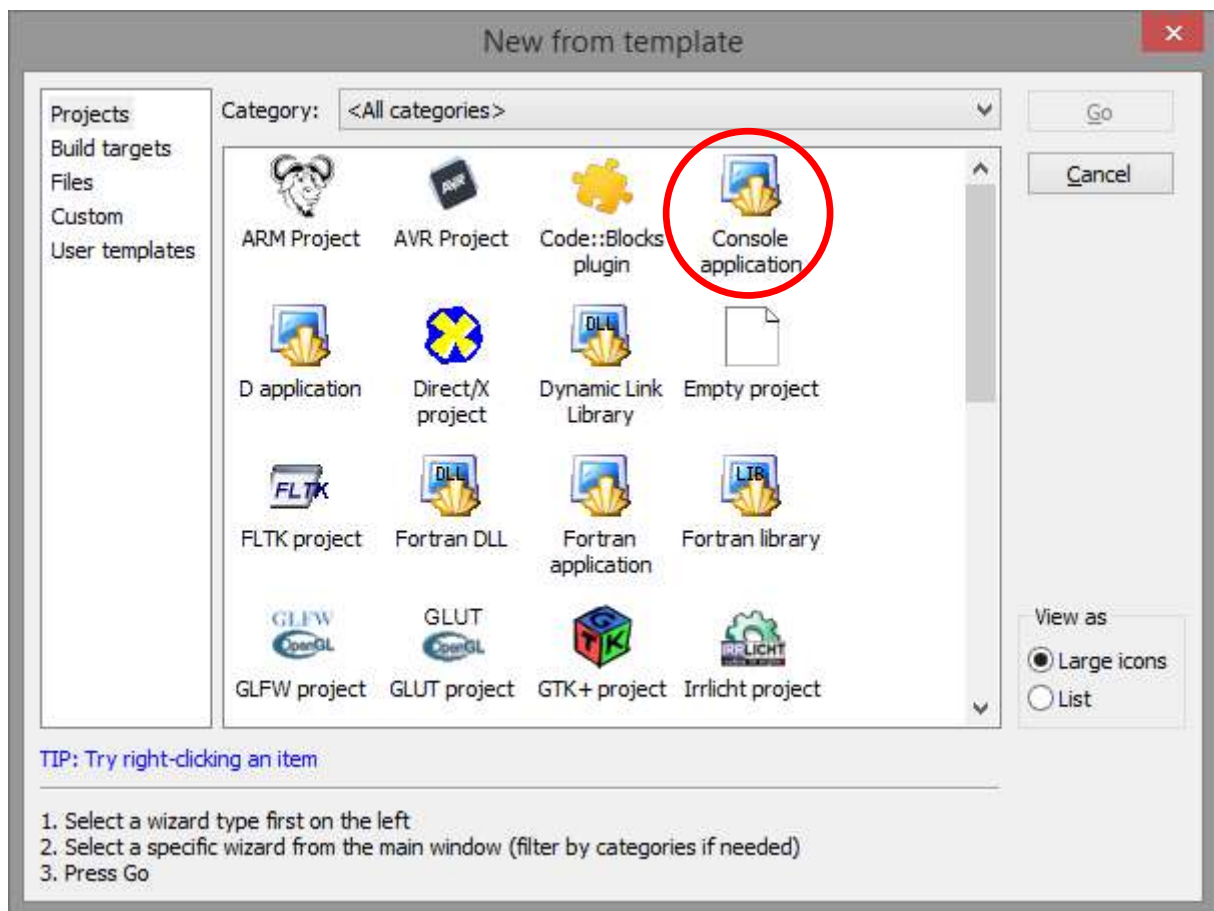 New from template
Projects
Build targets
Files
Custom
User templates
Category: <All categories>
Go
Cancel
AVR
ARM Project AVR Project Code::Blocks plugin Console application
DLL
D application Direct/X project Dynamic Link Library Empty project
FLTK DLL LIB
FLTK project Fortran DLL Fortran application Fortran library
GLFW OpenGL GLUT OpenGL GTK IRRLICHT
GLFW project GLUT project GTK+ project Irrlicht project
View as
Large icons
List
TIP: Try right-clicking an item
1. Select a wizard type first on the left
2. Select a specific wizard from the main window (filter by categories if needed)
3. Press Go